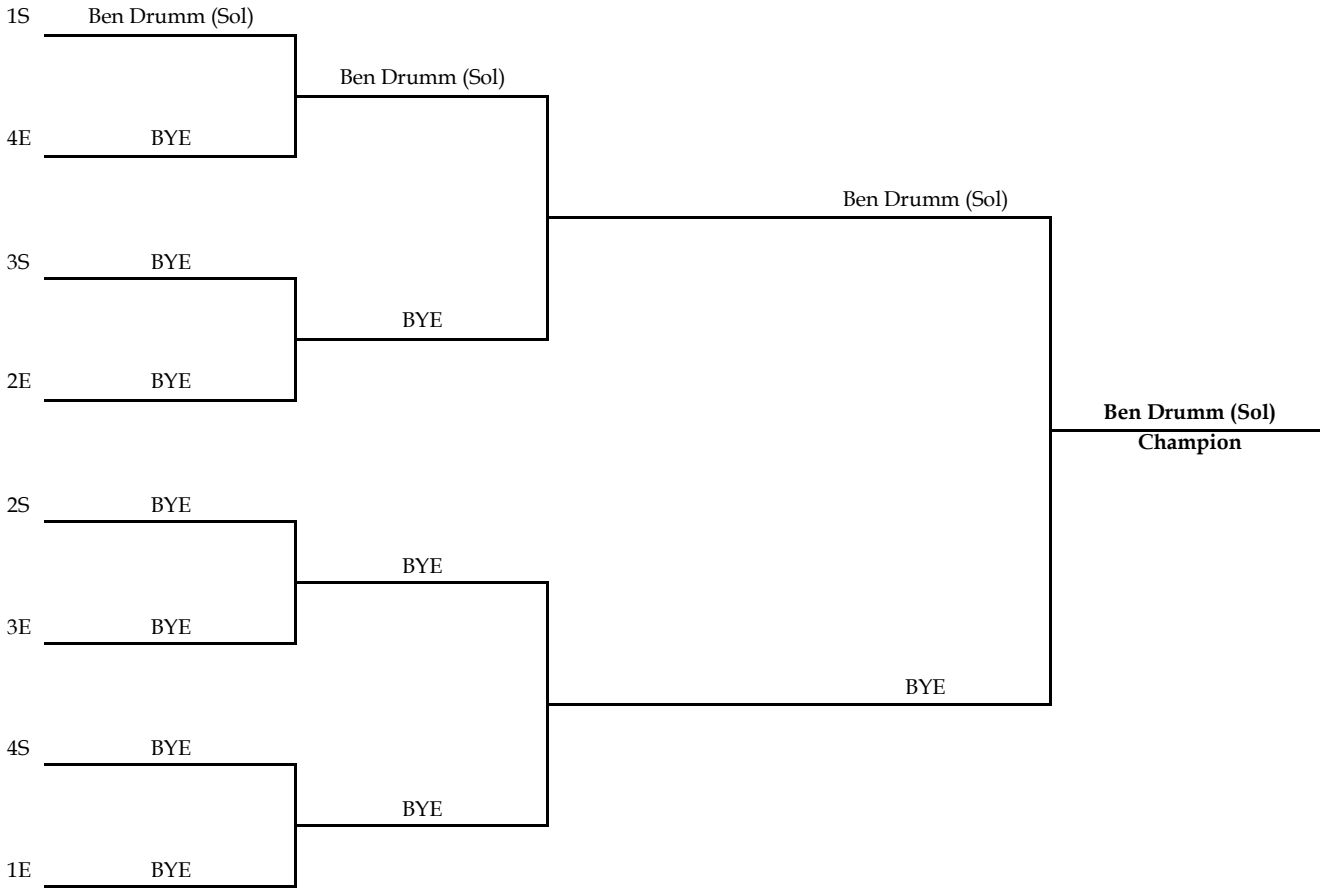 1S Ben Drumm (Sol)
Ben Drumm (Sol)
4E BYE
Ben Drumm (Sol)
3S BYE
BYE
2E BYE
Ben Drumm (Sol)
Champion
2S BYE
BYE
3E BYE
BYE
4S BYE
BYE
1E BYE